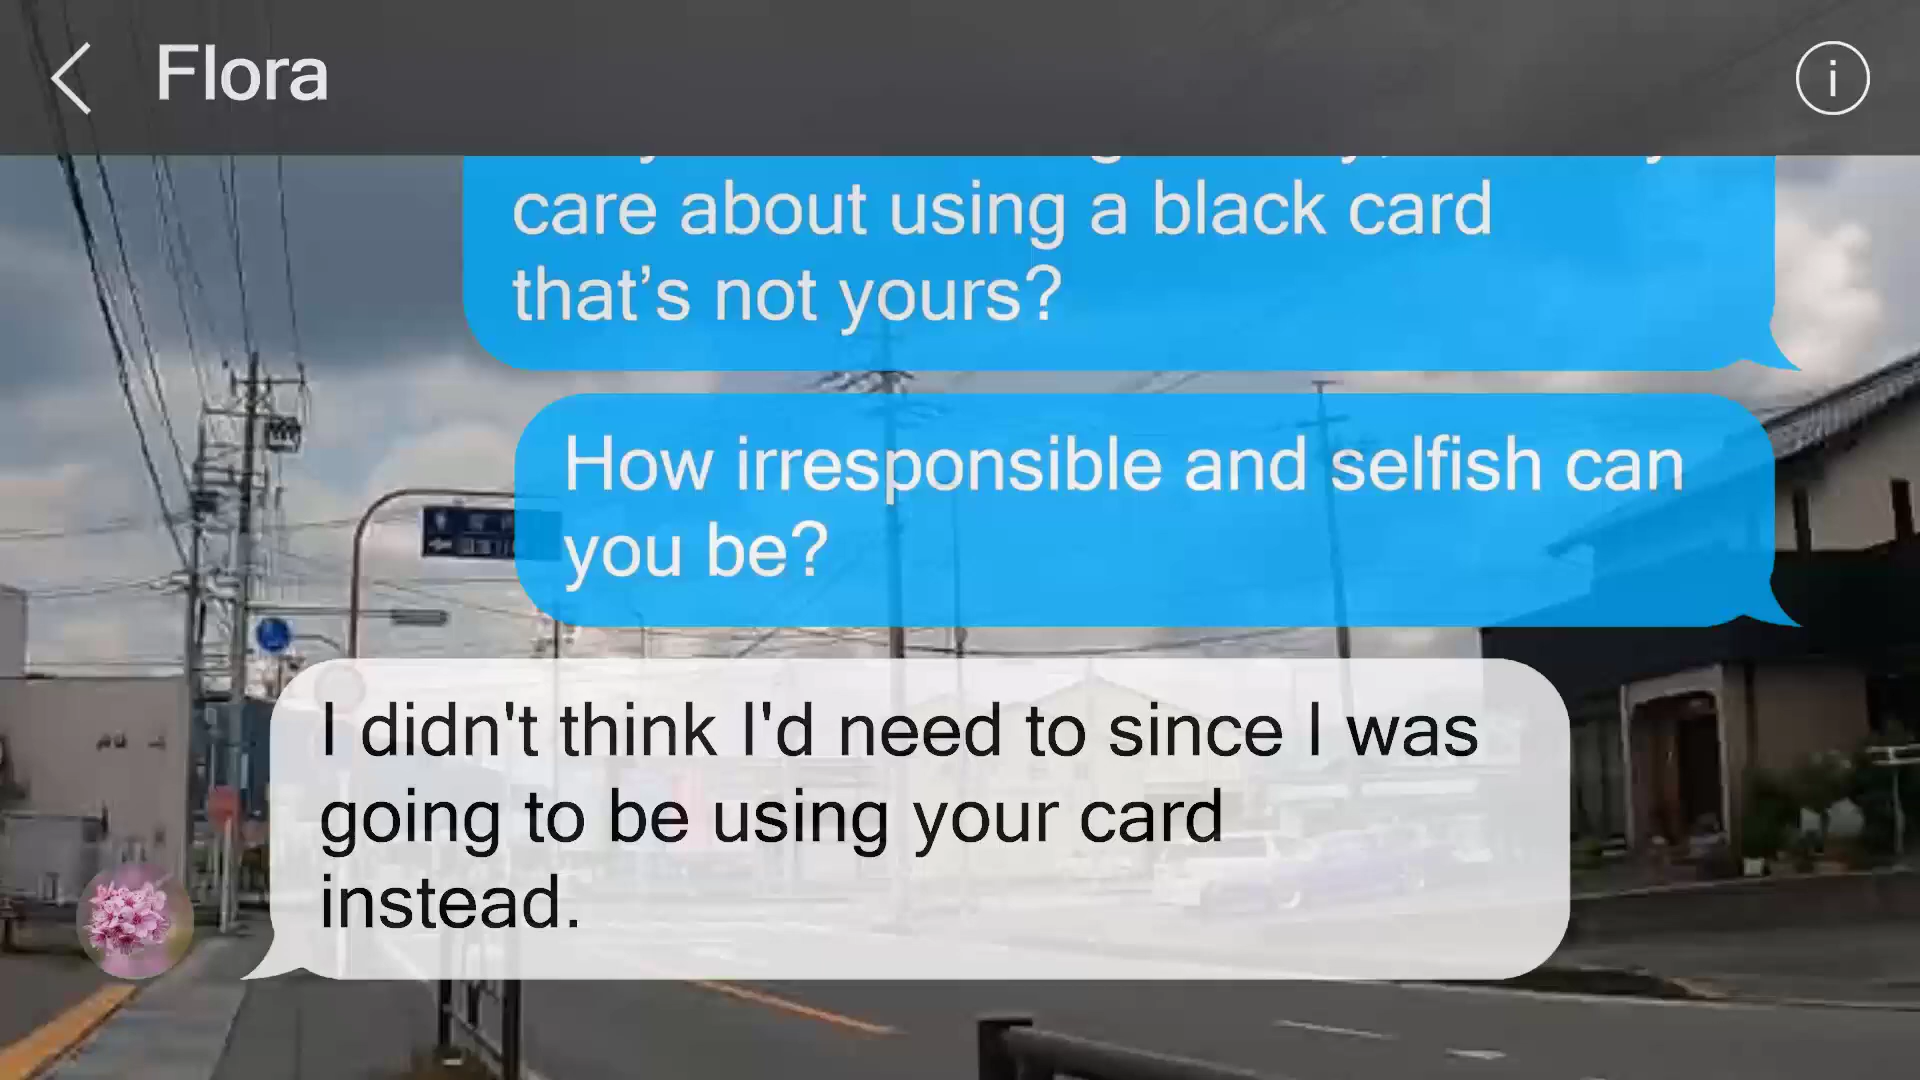 Flora
care about using a black card
that’s not yours?
How irresponsible and selfish can
you be?
I didn't think I'd need to since I was
going to be using your card
instead.